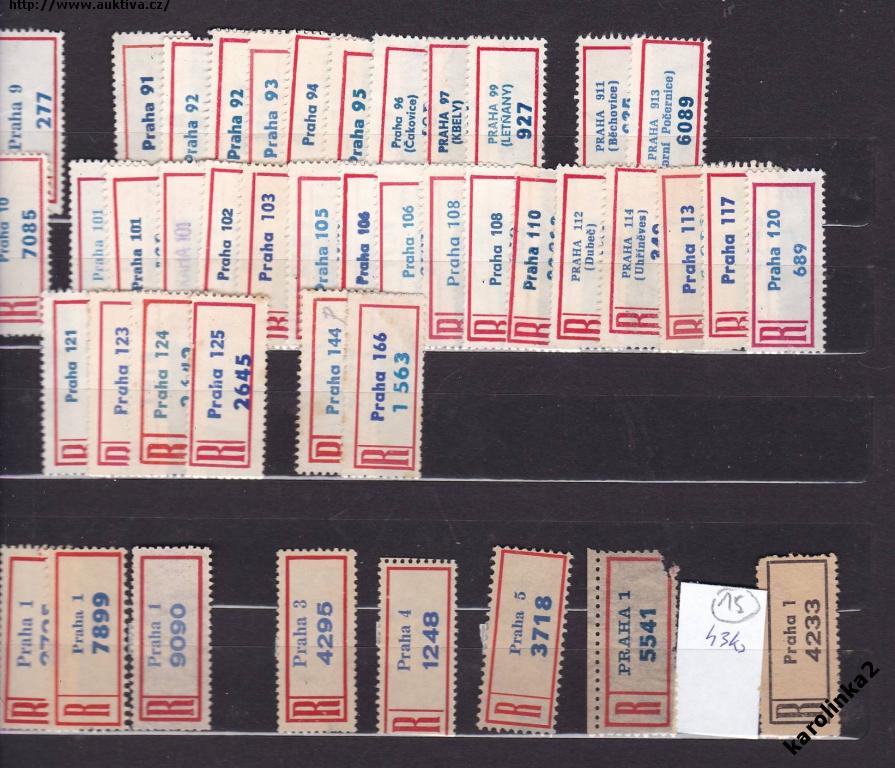 http://www.auktiva.cz/
Praha 9
277
Praha 91
Praha 92
Praha 92
Praha 93
Praha 94
Praha 95
Praha 96
(Čakovice)
PRAHA 97
(KBELY)
PRAHA 99
(LETŇANY)
927
PRAHA 911
(Běchovice)
PRAHA 913
6089
Praha 10
7085
Praha 101
Praha 101
Praha 102
Praha 103
Praha 105
Praha 106
Praha 106
Praha 108
Praha 108
Praha 110
PRAHA 112
(Dubeč)
PRAHA 114
(Uhříněves)
Praha 113
Praha 117
Praha 120
689
R
R
R
R
R
R
Praha 121
Praha 123
Praha 124
R
Praha 125
2645
R
Praha 144
Praha 166
1 563
R
Praha 1
R
Praha 1
7899
R
Praha 1
9090
R
Praha 3
4295
R
Praha 4
1248
R
Praha 5
3718
R
PRAHA 1
5541
R
15
Praha 1
4233
R
karolinka2